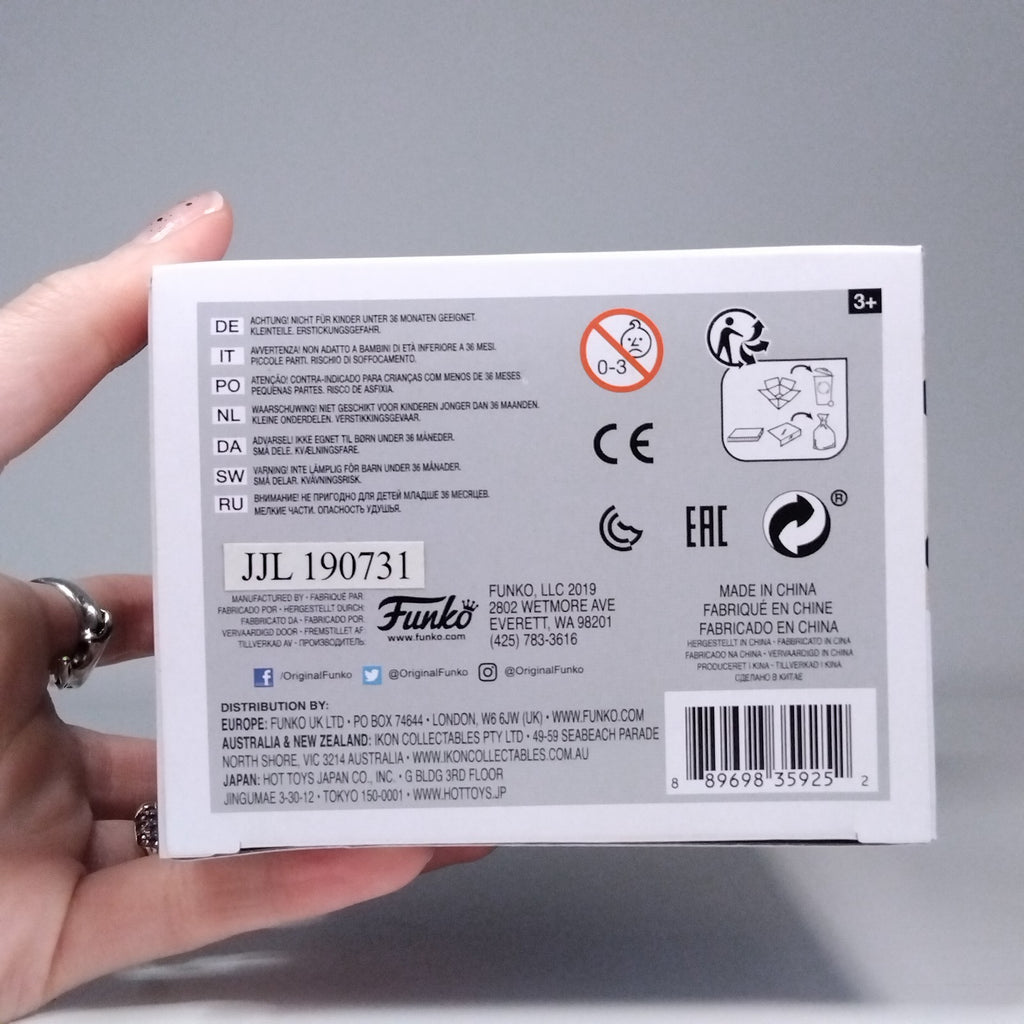 3+
DE ACHTUNG! NICHT FÜR KINDER UNTER 36 MONATEN GEEIGNET.
KLEINTEILE. ERSTICKUNGSGEFAHR.
IT AVVERTENZA! NON ADATTO A BAMBINI DI ETÀ INFERIORE A 36 MESI.
PICCOLE PARTI. RISCHIO DI SOFFOCAMENTO.
PO ATENÇÃO! CONTRA-INDICADO PARA CRIANÇAS COM MENOS DE 36 MESES.
PEQUENAS PARTES. RISCO DE ASFIXIA.
NL WAARSCHUWING! NIET GESCHIKT VOOR KINDEREN JONGER DAN 36 MAANDEN.
KLEINE ONDERDELEN. VERSTIKKINGSGEVAAR.
DA ADVARSEL! IKKE EGNET TIL BØRN UNDER 36 MÅNEDER.
SMÅ DELE. KVÆLNINGSFARE.
SW VARNING! INTE LÄMPLIG FÖR BARN UNDER 36 MÅNADER.
SMÅ DELAR. KVÄVNINGSRISK.
RU ВНИМАНИЕ! НЕ ПРИГОДНО ДЛЯ ДЕТЕЙ МЛАДШЕ 36 МЕСЯЦЕВ.
МЕЛКИЕ ЧАСТИ. ОПАСНОСТЬ УДУШЬЯ.
0-3
CE
EAC
®
JJL 190731
MANUFACTURED BY • FABRIQUÉ PAR
FABRICADO POR • HERGESTELLT DURCH:
FABBRICATO DA • FABRICADO POR:
VERVAARDIGD DOOR • FREMSTILLET AF:
TILLVERKAD AV • ПРОИЗВОДИТЕЛЬ:
Funko
www.funko.com
FUNKO, LLC 2019
2802 WETMORE AVE
EVERETT, WA 98201
(425) 783-3616
MADE IN CHINA
FABRIQUÉ EN CHINE
FABRICADO EN CHINA
HERGESTELLT IN CHINA • FABBRICATO IN CINA
FABRICADO NA CHINA • VERVAARDIGD IN CHINA
PRODUCERET I KINA • TILLVERKAD I KINA
СДЕЛАНО В КИТАЕ
/OriginalFunko @OriginalFunko @OriginalFunko
DISTRIBUTION BY:
EUROPE: FUNKO UK LTD • PO BOX 74644 • LONDON, W6 6JW (UK) • WWW.FUNKO.COM
AUSTRALIA & NEW ZEALAND: IKON COLLECTABLES PTY LTD • 49-59 SEABEACH PARADE
NORTH SHORE, VIC 3214 AUSTRALIA • WWW.IKONCOLLECTABLES.COM.AU
JAPAN: HOT TOYS JAPAN CO., INC. • G BLDG 3RD FLOOR
JINGUMAE 3-30-12 • TOKYO 150-0001 • WWW.HOTTOYS.JP
8 89698 35925 2